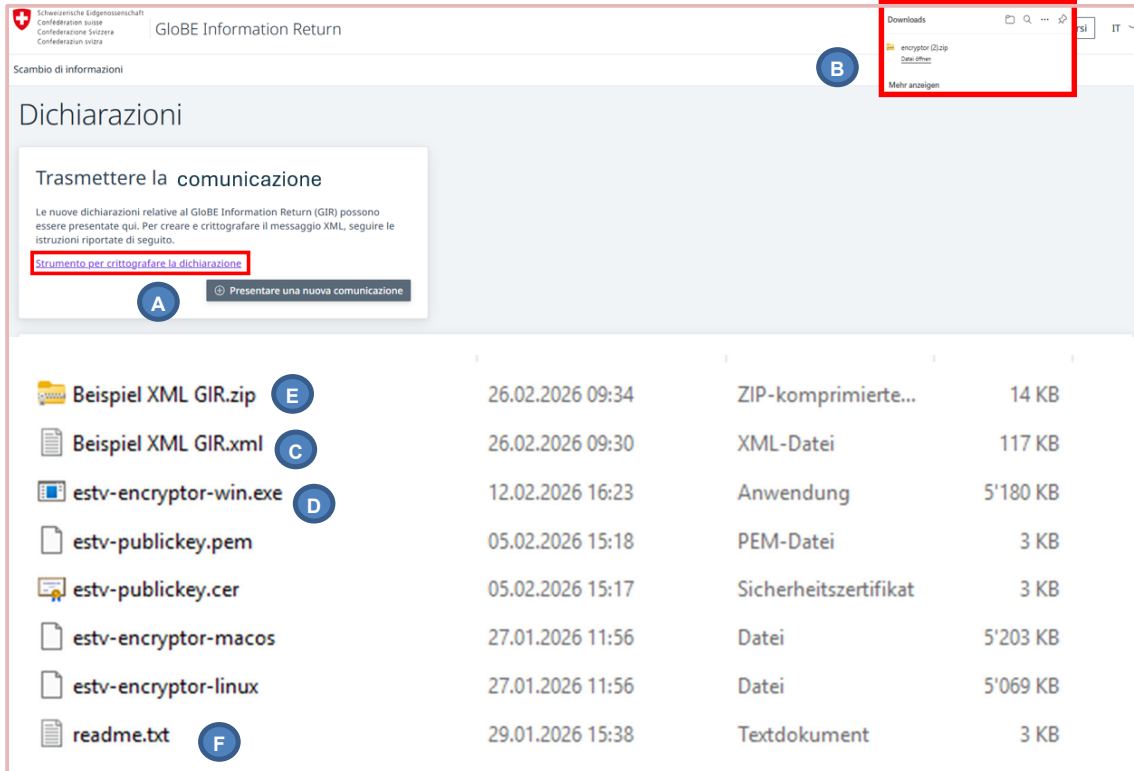 Schweizerische Eidgenossenschaft
Confédération suisse
Confederazione Svizzera
Confederaziun svizra
GloBE Information Return
Downloads
rsi
IT
encryptor (2).zip
Datei öffnen
Mehr anzeigen
B
Scambio di informazioni
Dichiarazioni
Trasmettere la comunicazione
Le nuove dichiarazioni relative al GloBE Information Return (GIR) possono
essere presentate qui. Per creare e crittografare il messaggio XML, seguire le
istruzioni riportate di seguito.
Strumento per crittografare la dichiarazione
A
Presentare una nuova comunicazione
Beispiel XML GIR.zip E 26.02.2026 09:34 ZIP-komprimierte... 14 KB
Beispiel XML GIR.xml C 26.02.2026 09:30 XML-Datei 117 KB
estv-encryptor-win.exe D 12.02.2026 16:23 Anwendung 5'180 KB
estv-publickey.pem 05.02.2026 15:18 PEM-Datei 3 KB
estv-publickey.cer 05.02.2026 15:17 Sicherheitszertifikat 3 KB
estv-encryptor-macos 27.01.2026 11:56 Datei 5'203 KB
estv-encryptor-linux 27.01.2026 11:56 Datei 5'069 KB
readme.txt F 29.01.2026 15:38 Textdokument 3 KB